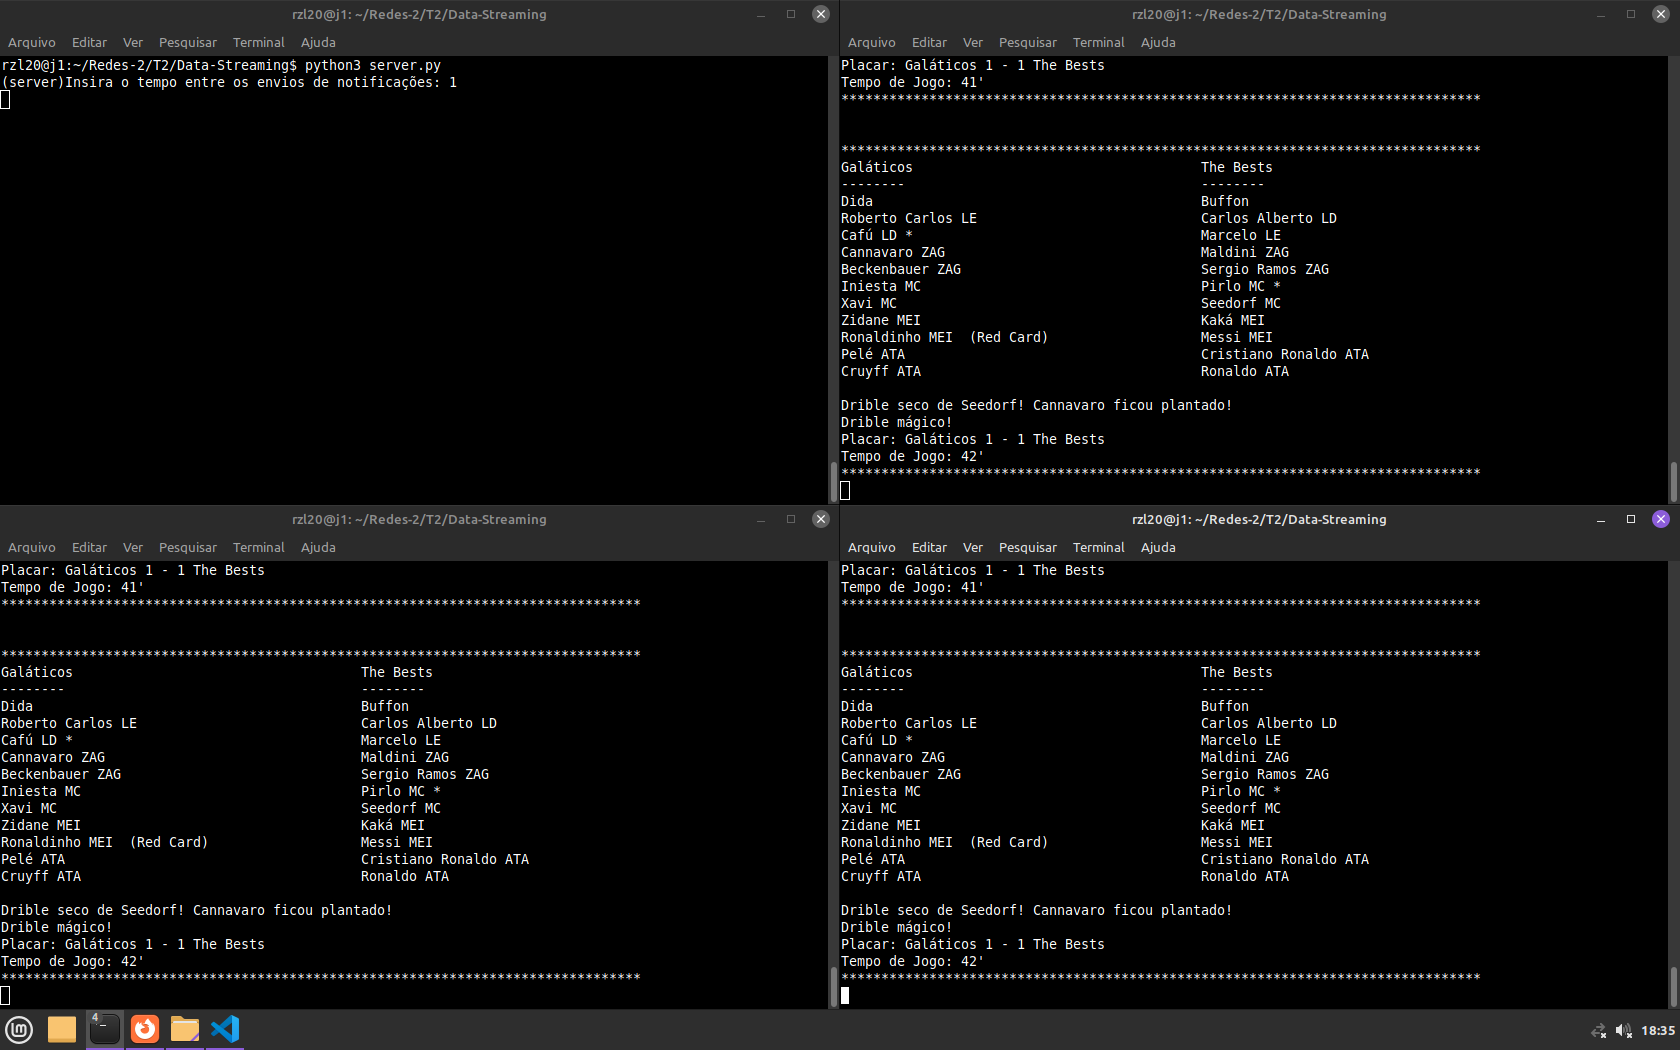 rzl20@j1: ~/Redes-2/T2/Data-Streaming
Arquivo Editar Ver Pesquisar Terminal Ajuda
rzl20@j1:~/Redes-2/T2/Data-Streaming$ python3 server.py
(server)Insira o tempo entre os envios de notificações: 1
rzl20@j1: ~/Redes-2/T2/Data-Streaming
Arquivo Editar Ver Pesquisar Terminal Ajuda
Placar: Galáticos 1 - 1 The Bests
Tempo de Jogo: 41'
********************************************************************************
********************************************************************************
Galáticos The Bests
-------- --------
Dida Buffon
Roberto Carlos LE Carlos Alberto LD
Cafú LD * Marcelo LE
Cannavaro ZAG Maldini ZAG
Beckenbauer ZAG Sergio Ramos ZAG
Iniesta MC Pirlo MC *
Xavi MC Seedorf MC
Zidane MEI Kaká MEI
Ronaldinho MEI (Red Card) Messi MEI
Pelé ATA Cristiano Ronaldo ATA
Cruyff ATA Ronaldo ATA
Drible seco de Seedorf! Cannavaro ficou plantado!
Drible mágico!
Placar: Galáticos 1 - 1 The Bests
Tempo de Jogo: 42'
********************************************************************************
rzl20@j1: ~/Redes-2/T2/Data-Streaming
Arquivo Editar Ver Pesquisar Terminal Ajuda
Placar: Galáticos 1 - 1 The Bests
Tempo de Jogo: 41'
********************************************************************************
********************************************************************************
Galáticos The Bests
-------- --------
Dida Buffon
Roberto Carlos LE Carlos Alberto LD
Cafú LD * Marcelo LE
Cannavaro ZAG Maldini ZAG
Beckenbauer ZAG Sergio Ramos ZAG
Iniesta MC Pirlo MC *
Xavi MC Seedorf MC
Zidane MEI Kaká MEI
Ronaldinho MEI (Red Card) Messi MEI
Pelé ATA Cristiano Ronaldo ATA
Cruyff ATA Ronaldo ATA
Drible seco de Seedorf! Cannavaro ficou plantado!
Drible mágico!
Placar: Galáticos 1 - 1 The Bests
Tempo de Jogo: 42'
********************************************************************************
rzl20@j1: ~/Redes-2/T2/Data-Streaming
Arquivo Editar Ver Pesquisar Terminal Ajuda
Placar: Galáticos 1 - 1 The Bests
Tempo de Jogo: 41'
********************************************************************************
********************************************************************************
Galáticos The Bests
-------- --------
Dida Buffon
Roberto Carlos LE Carlos Alberto LD
Cafú LD * Marcelo LE
Cannavaro ZAG Maldini ZAG
Beckenbauer ZAG Sergio Ramos ZAG
Iniesta MC Pirlo MC *
Xavi MC Seedorf MC
Zidane MEI Kaká MEI
Ronaldinho MEI (Red Card) Messi MEI
Pelé ATA Cristiano Ronaldo ATA
Cruyff ATA Ronaldo ATA
Drible seco de Seedorf! Cannavaro ficou plantado!
Drible mágico!
Placar: Galáticos 1 - 1 The Bests
Tempo de Jogo: 42'
********************************************************************************
4
18:35